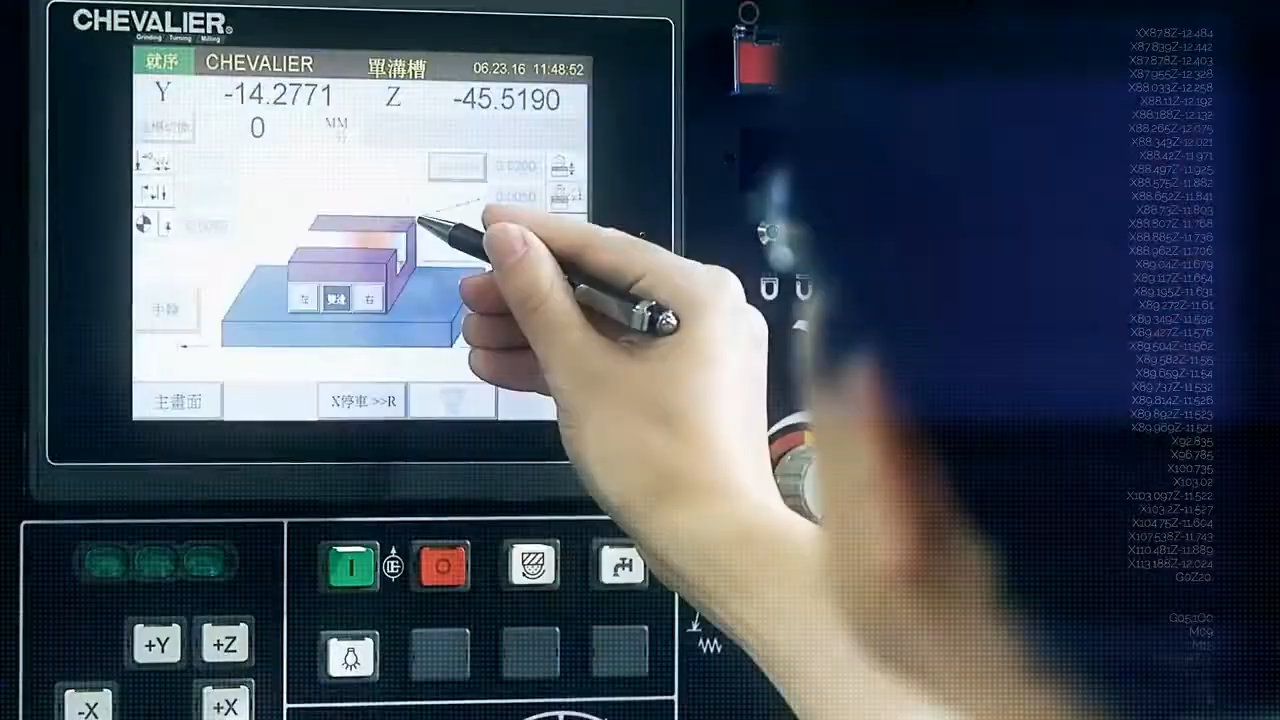 CHEVALIER®
Grinding Turning Milling
就序 CHEVALIER 單溝槽 06.23.16 11:48:52
Y -14.2771 Z -45.5190
0 MM
0.0200
0.0050
左 雙邊 右
手動
主畫面 X停車 >>R
I O
+Y +Z
-X +X
XX87.8Z-12.484
X87.839Z-12.442
X87.878Z-12.403
X87.955Z-12.328
X88.033Z-12.258
X88.11Z-12.192
X88.188Z-12.132
X88.265Z-12.075
X88.343Z-12.021
X88.42Z-11.971
X88.497Z-11.925
X88.575Z-11.882
X88.652Z-11.841
X88.73Z-11.803
X88.807Z-11.768
X88.885Z-11.736
X88.962Z-11.706
X89.04Z-11.679
X89.117Z-11.654
X89.195Z-11.631
X89.272Z-11.61
X89.349Z-11.592
X89.427Z-11.576
X89.504Z-11.562
X89.582Z-11.55
X89.659Z-11.54
X89.737Z-11.532
X89.814Z-11.526
X89.892Z-11.523
X89.969Z-11.521
X92.835
X96.785
X100.735
X103.02
X103.097Z-11.522
X103.2Z-11.527
X104.75Z-11.604
X107.538Z-11.743
X110.481Z-11.889
X113.188Z-12.024
G0Z20.
G05.1Q0
M09